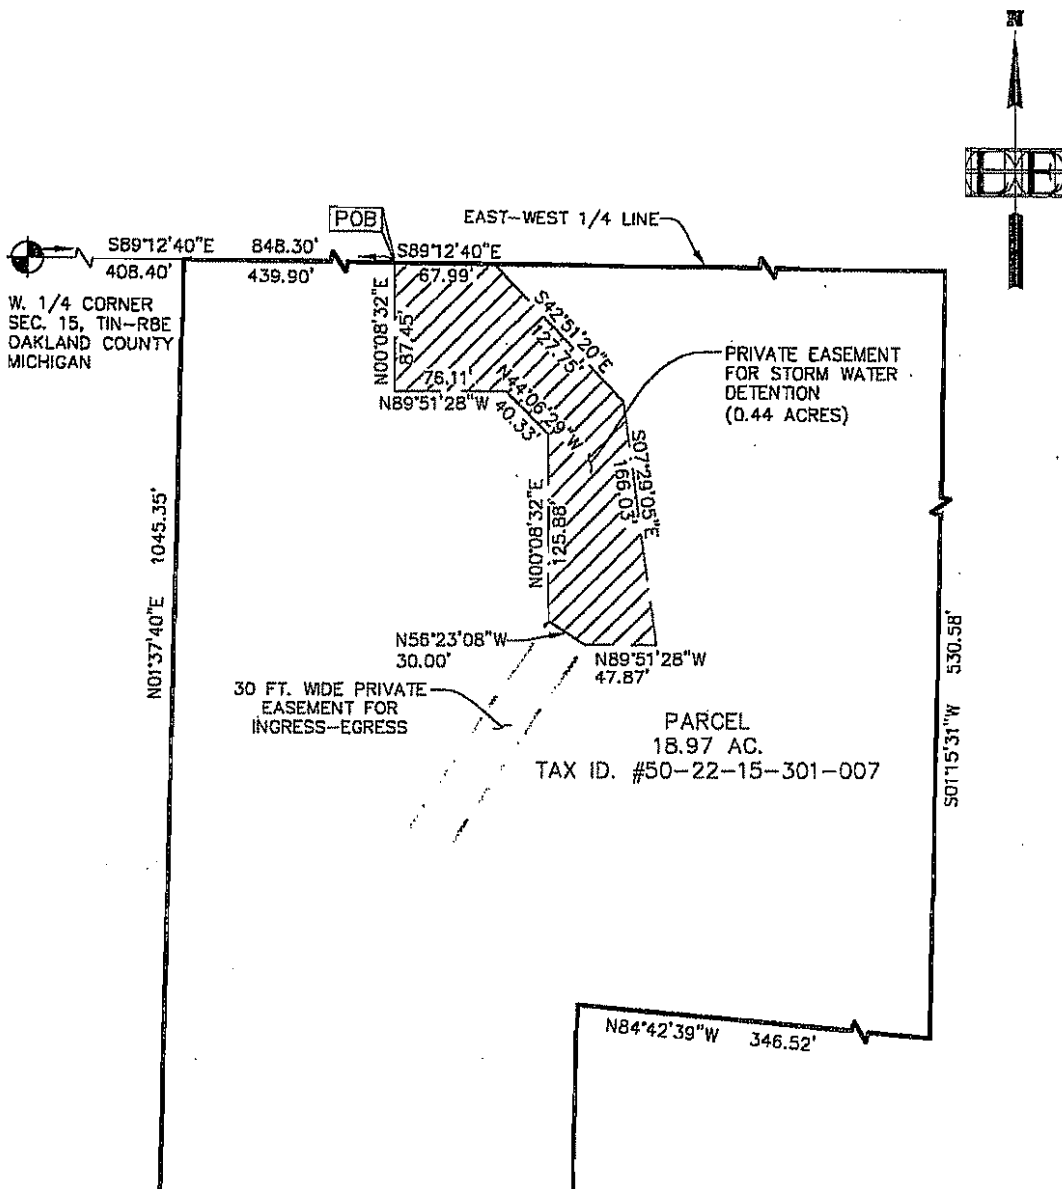 N
POB
EAST-WEST 1/4 LINE
S89°12'40"E 848.30'
408.40' 439.90'
S89°12'40"E
67.99'
W. 1/4 CORNER
SEC. 15, T1N-R8E
OAKLAND COUNTY
MICHIGAN
N00°08'32"E
87.45'
S42°51'20"E
127.75'
76.11'
N89°51'28"W
N44°06'29"W
40.33'
PRIVATE EASEMENT
FOR STORM WATER
DETENTION
(0.44 ACRES)
S07°29'05"E
166.03'
N00°08'32"E
125.88'
N01°37'40"E 1045.35'
N56°23'08"W
30.00'
N89°51'28"W
47.87'
30 FT. WIDE PRIVATE
EASEMENT FOR
INGRESS-EGRESS
PARCEL
18.97 AC.
TAX ID. #50-22-15-301-007
S01°15'31"W 530.58'
N84°42'39"W 346.52'